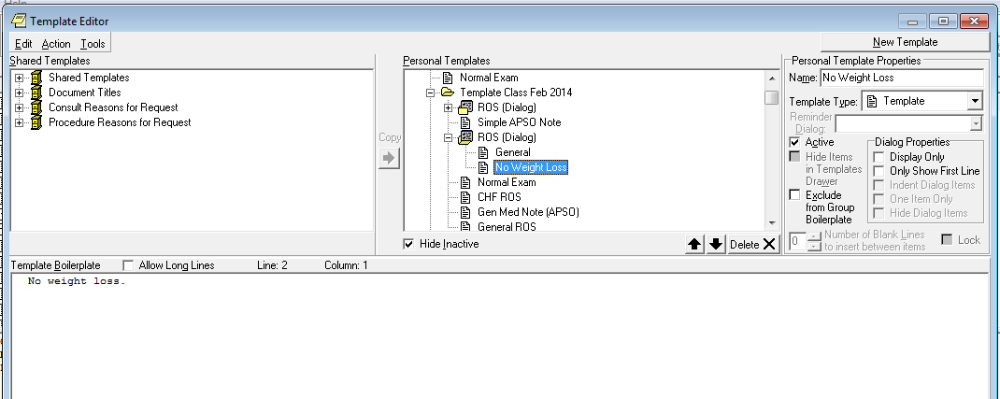 Help
Template Editor
Edit Action Tools
New Template
Shared Templates
Shared Templates
Document Titles
Consult Reasons for Request
Procedure Reasons for Request
Copy
Personal Templates
Normal Exam
Template Class Feb 2014
ROS (Dialog)
Simple APSO Note
ROS (Dialog)
General
No Weight Loss
Normal Exam
CHF ROS
Gen Med Note (APSO)
General ROS
Hide Inactive
Delete
Personal Template Properties
Name: No Weight Loss
Template Type: Template
Reminder
Dialog:
Active
Hide Items
in Templates
Drawer
Exclude
from Group
Boilerplate
Dialog Properties
Display Only
Only Show First Line
Indent Dialog Items
One Item Only
Hide Dialog Items
0 Number of Blank Lines
to insert between items
Lock
Template Boilerplate Allow Long Lines Line: 2 Column: 1
No weight loss.